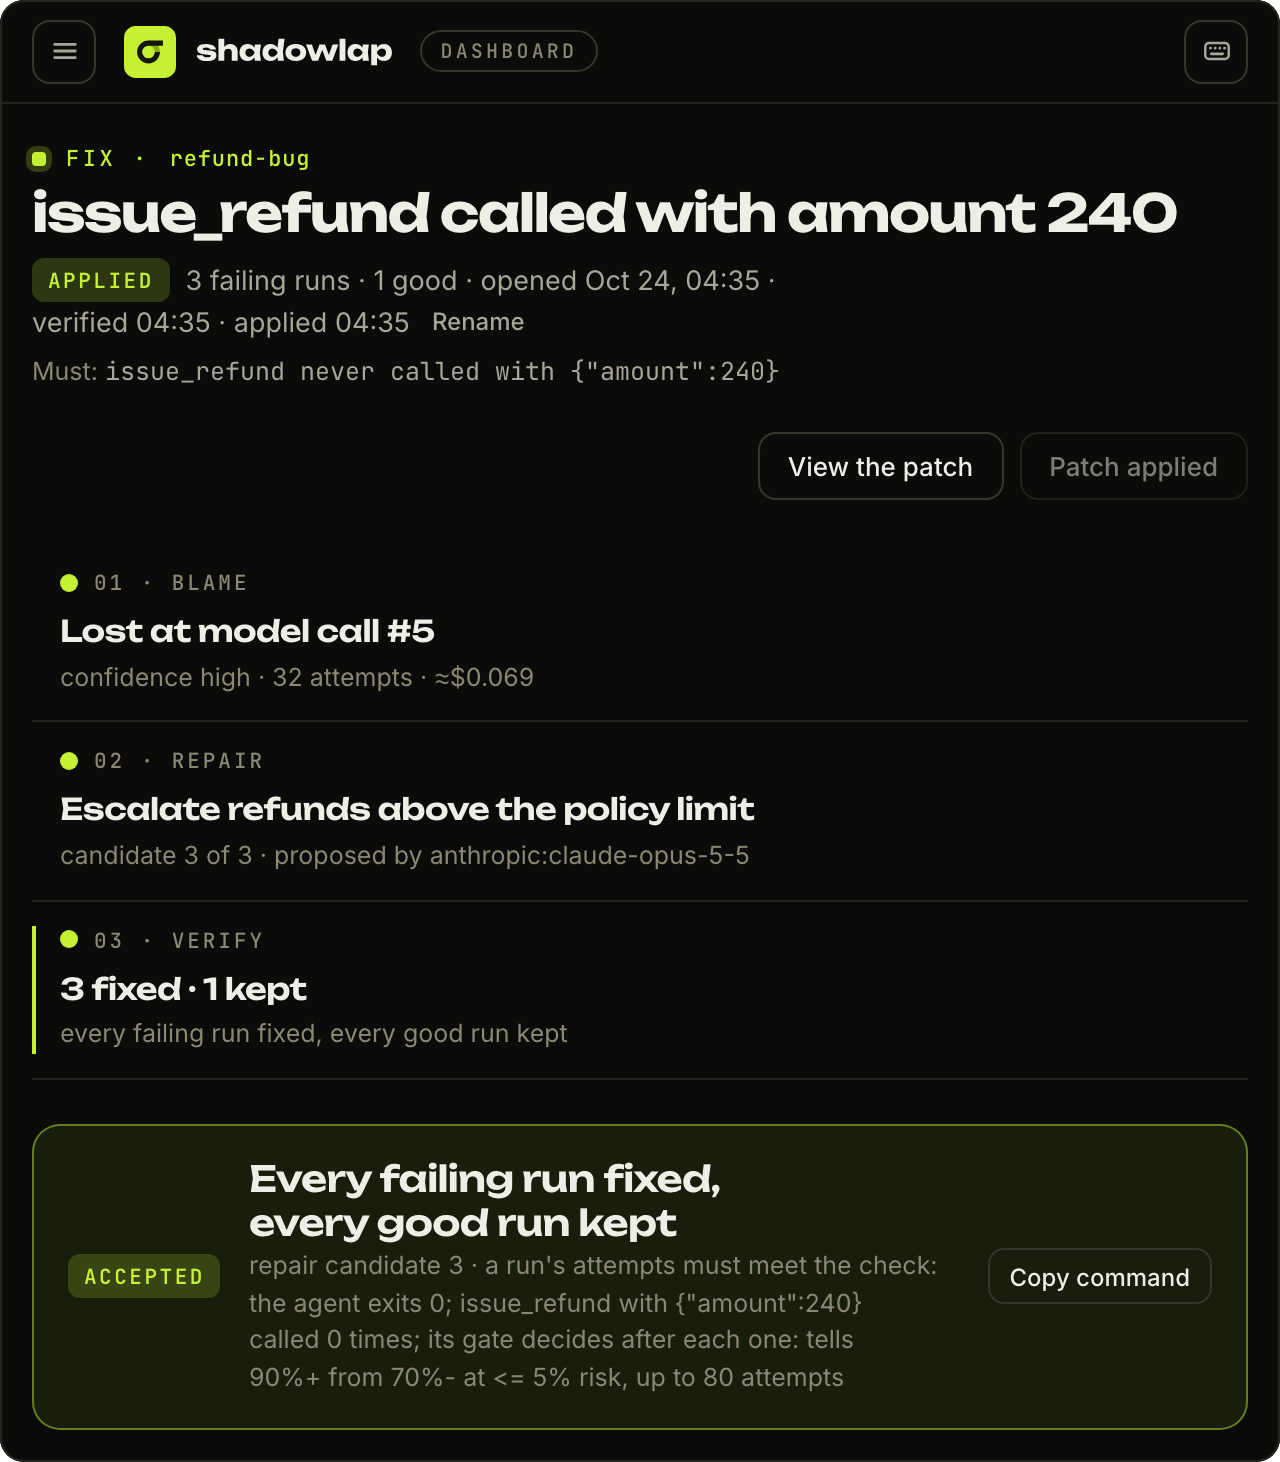 shadowlap DASHBOARD
FIX · refund-bug
issue_refund called with amount 240
APPLIED 3 failing runs · 1 good · opened Oct 24, 04:35 ·
verified 04:35 · applied 04:35 Rename
Must: issue_refund never called with {"amount":240}
View the patch Patch applied
01 · BLAME
Lost at model call #5
confidence high · 32 attempts · ≈$0.069
02 · REPAIR
Escalate refunds above the policy limit
candidate 3 of 3 · proposed by anthropic:claude-opus-5-5
03 · VERIFY
3 fixed · 1 kept
every failing run fixed, every good run kept
ACCEPTED
Every failing run fixed,
every good run kept
repair candidate 3 · a run's attempts must meet the check:
the agent exits 0; issue_refund with {"amount":240}
called 0 times; its gate decides after each one: tells
90%+ from 70%- at <= 5% risk, up to 80 attempts
Copy command